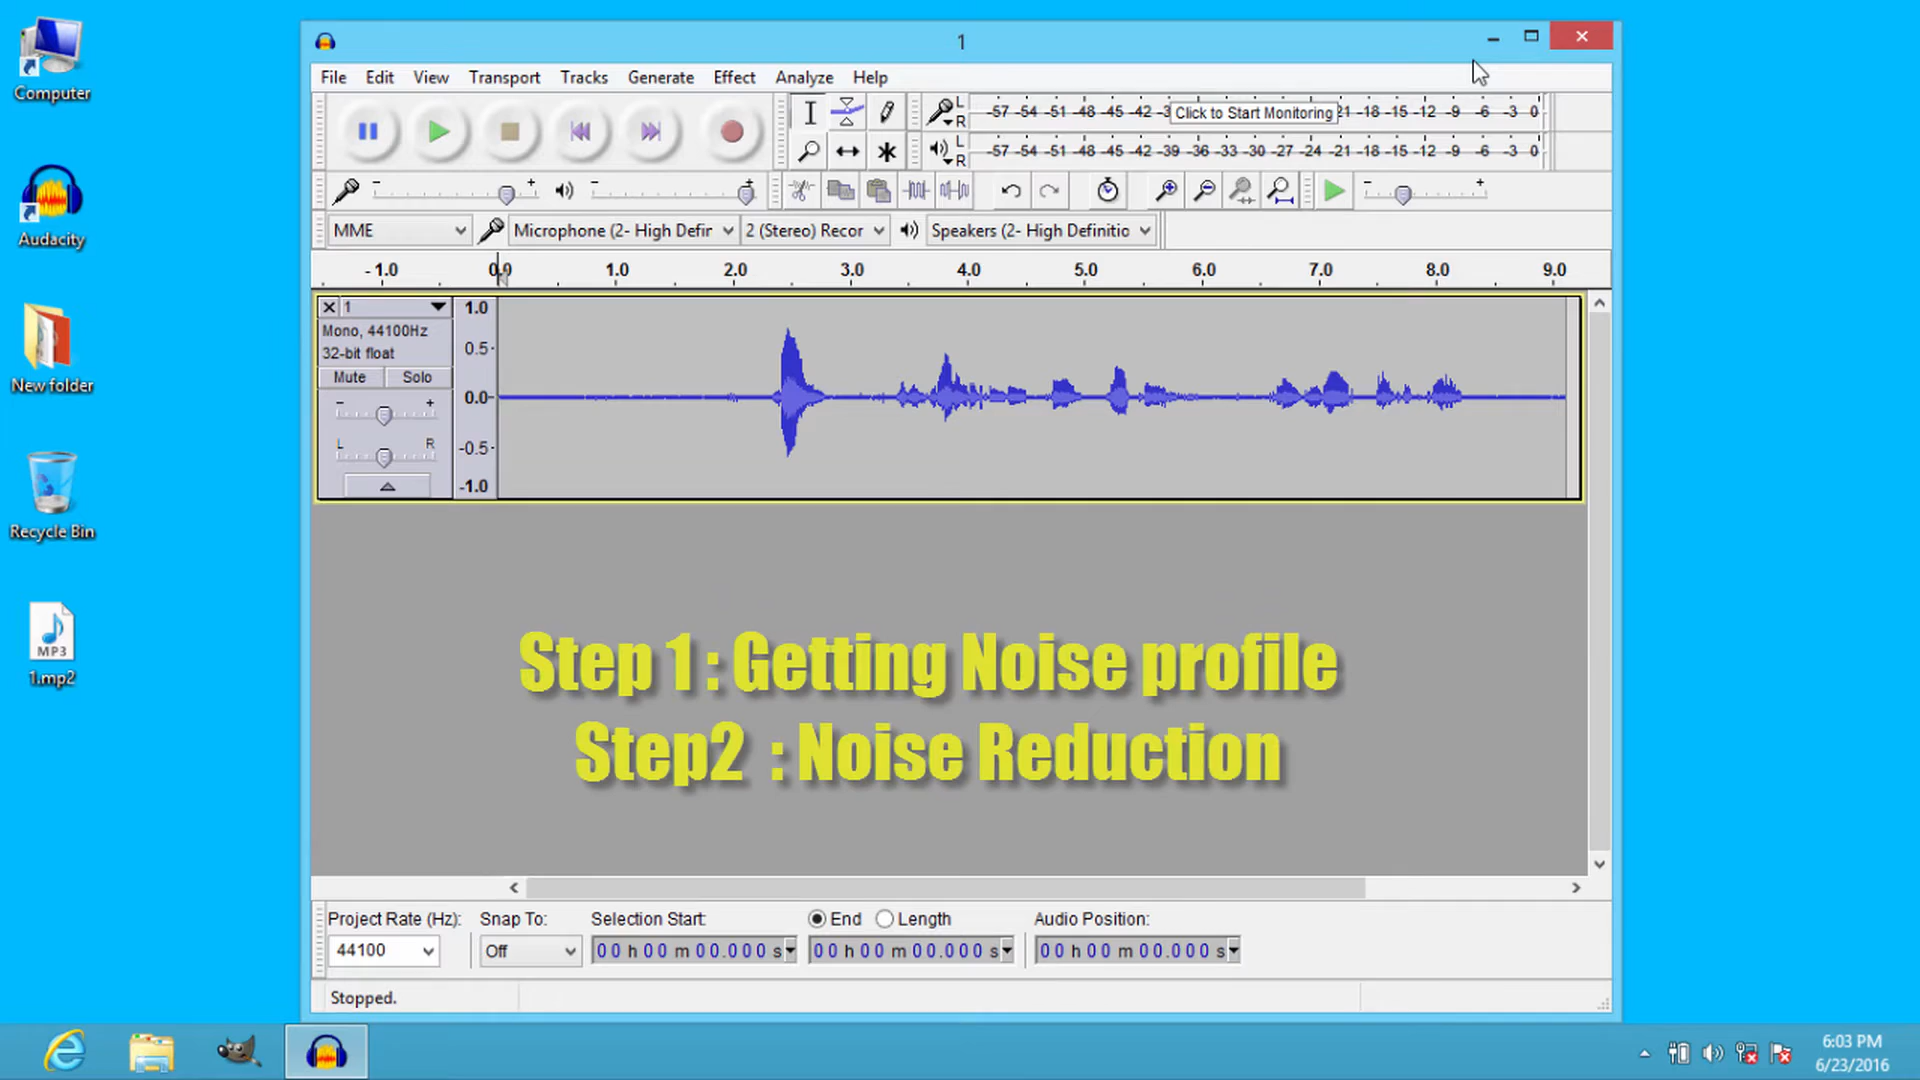 1
File Edit View Transport Tracks Generate Effect Analyze Help
L -57 -54 -51 -48 -45 -42 -3 Click to Start Monitoring 21 -18 -15 -12 -9 -6 -3 0
R
L -57 -54 -51 -48 -45 -42 -39 -36 -33 -30 -27 -24 -21 -18 -15 -12 -9 -6 -3 0
R
- + - + - +
MME Microphone (2- High Defir 2 (Stereo) Recor Speakers (2- High Definitio
- 1.0 0.0 1.0 2.0 3.0 4.0 5.0 6.0 7.0 8.0 9.0
1 1.0
Mono, 44100Hz
32-bit float 0.5-
Mute Solo
- + 0.0-
L R -0.5-
-1.0
Step 1 : Getting Noise profile
Step2 : Noise Reduction
Project Rate (Hz): Snap To: Selection Start: End Length Audio Position:
44100 Off 00 h 00 m 00.000 s 00 h 00 m 00.000 s 00 h 00 m 00.000 s
Stopped.
Computer
Audacity
New folder
Recycle Bin
MP3
1.mp2
6:03 PM
6/23/2016